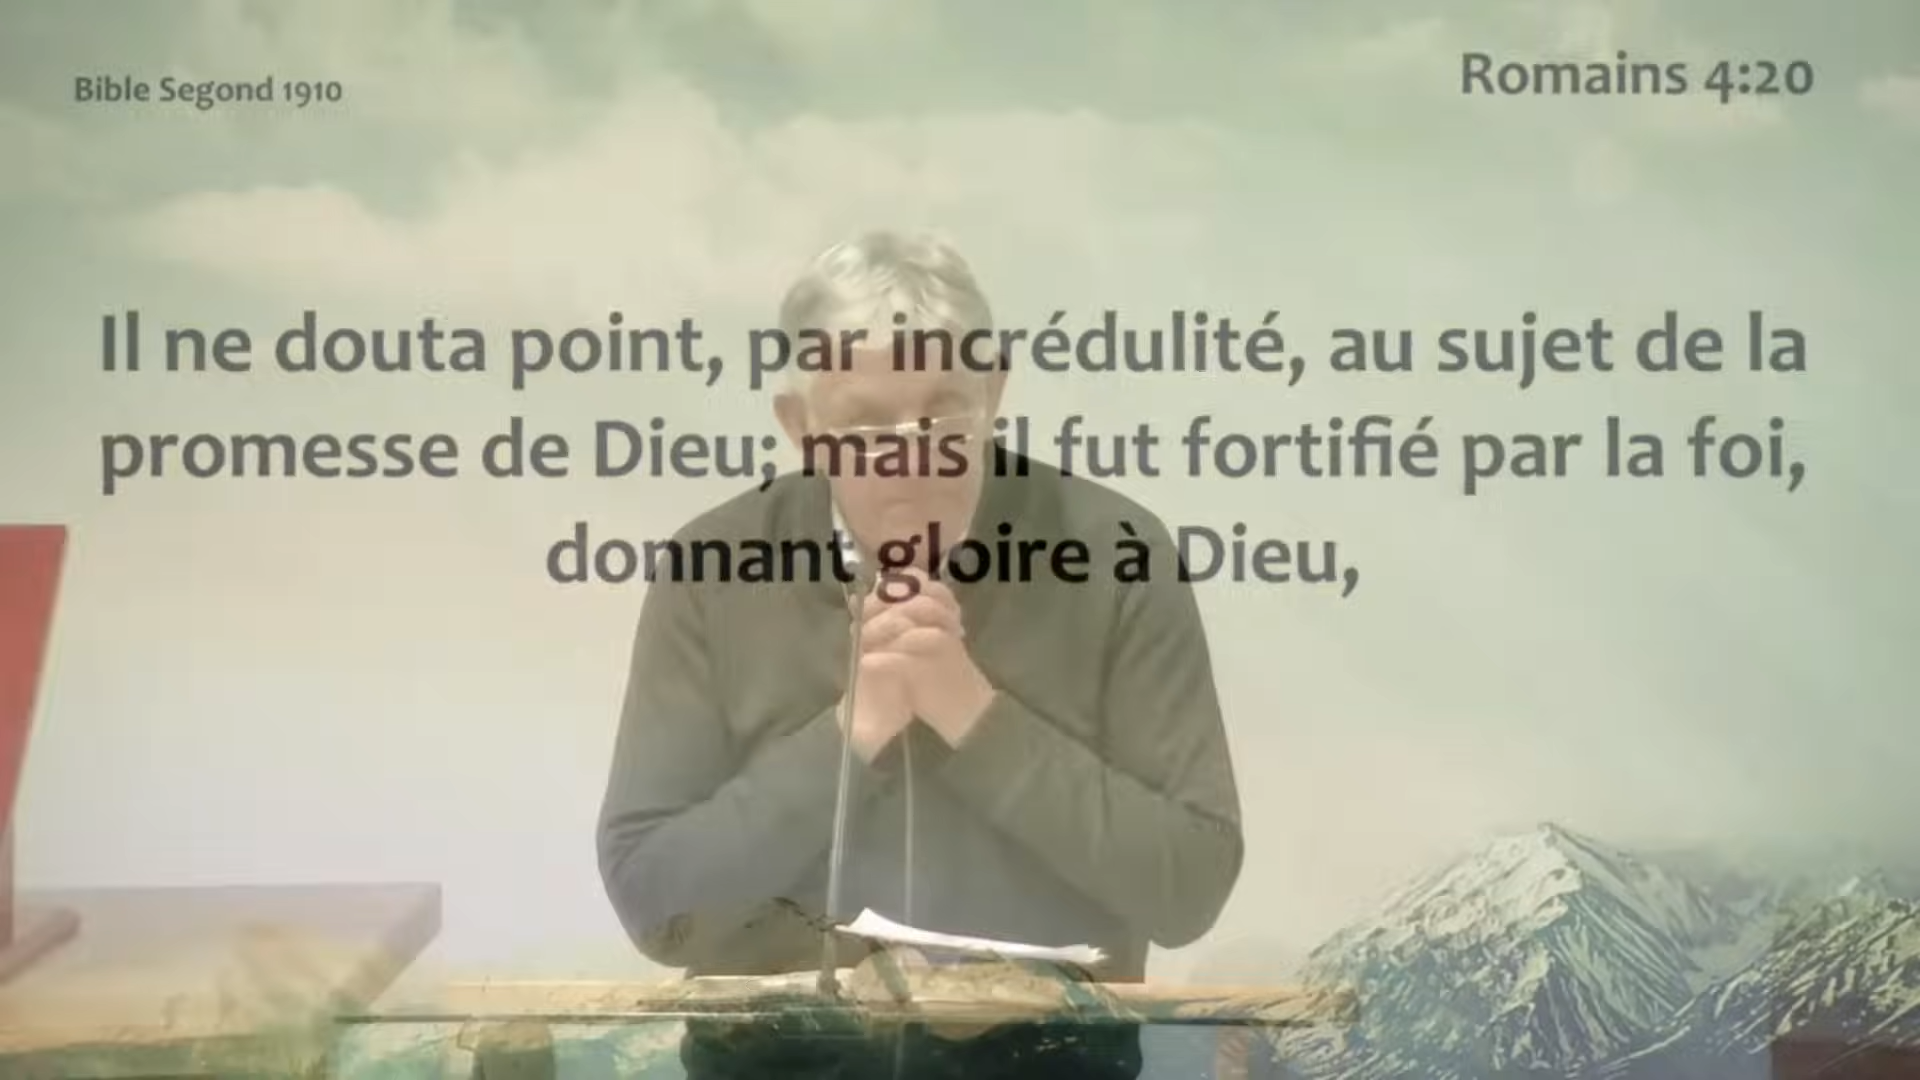 Bible Segond 1910
Romains 4:20
Il ne douta point, par incrédulité, au sujet de la
promesse de Dieu; mais il fut fortifié par la foi,
donnant gloire à Dieu,